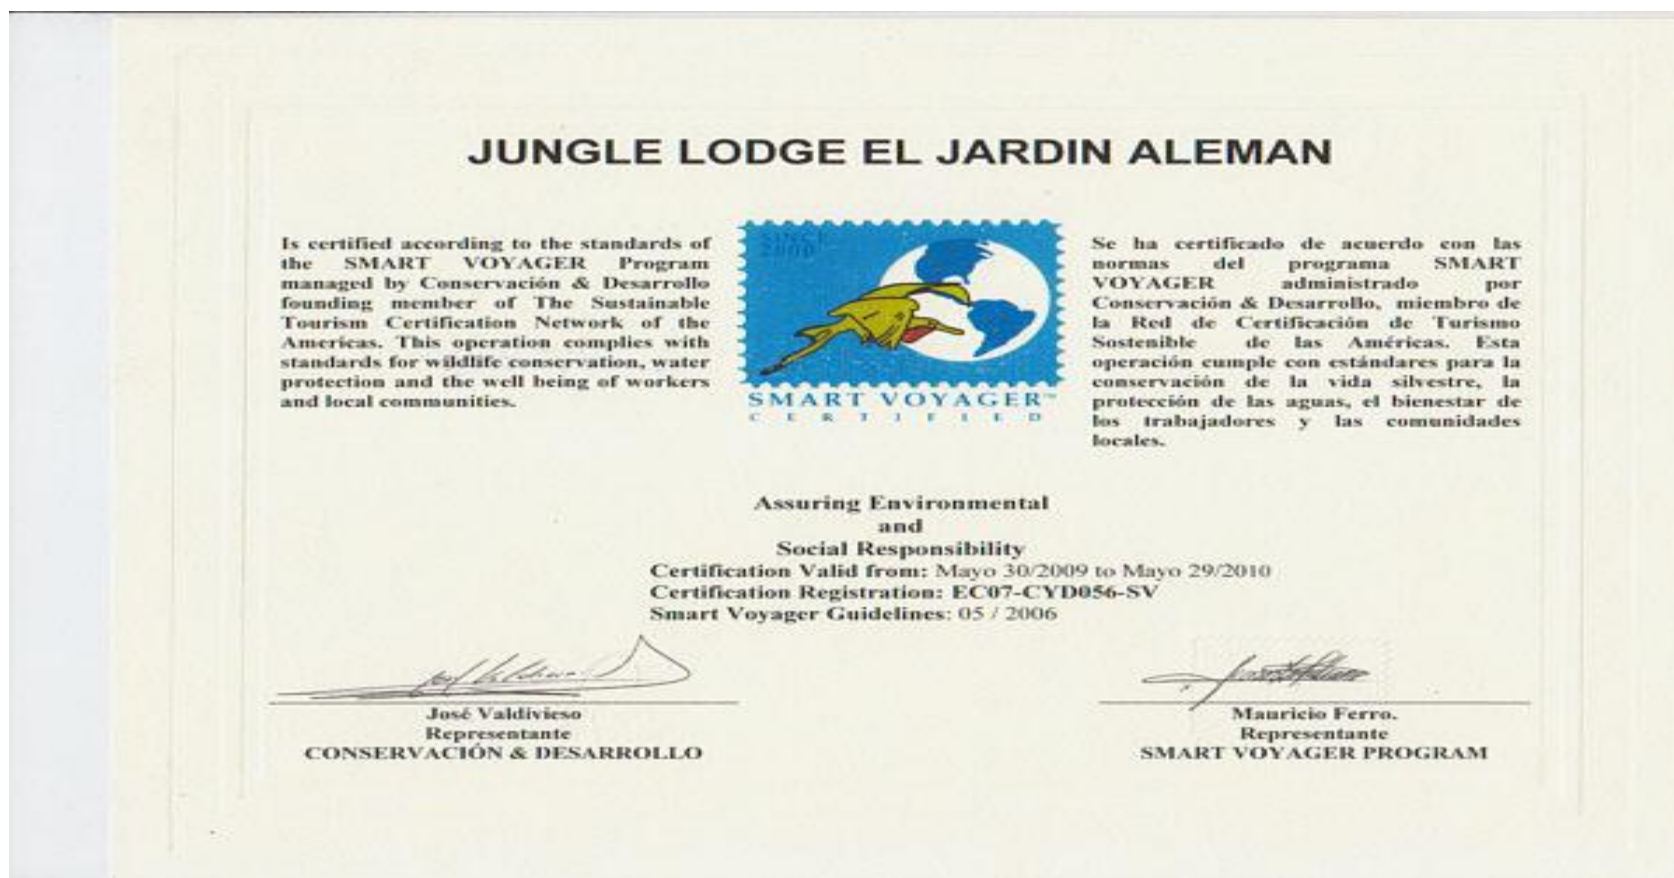 JUNGLE LODGE EL JARDIN ALEMAN
Is certified according to the standards of
the SMART VOYAGER Program
managed by Conservación & Desarrollo
founding member of The Sustainable
Tourism Certification Network of the
Americas. This operation complies with
standards for wildlife conservation, water
protection and the well being of workers
and local communities.
SINCE
2000
SMART VOYAGER™
CERTIFIED
Se ha certificado de acuerdo con las
normas del programa SMART
VOYAGER administrado por
Conservación & Desarrollo, miembro de
la Red de Certificación de Turismo
Sostenible de las Américas. Esta
operación cumple con estándares para la
conservación de la vida silvestre, la
protección de las aguas, el bienestar de
los trabajadores y las comunidades
locales.
Assuring Environmental
and
Social Responsibility
Certification Valid from: Mayo 30/2009 to Mayo 29/2010
Certification Registration: EC07-CYD056-SV
Smart Voyager Guidelines: 05 / 2006
José Valdivieso
Representante
CONSERVACIÓN & DESARROLLO
Mauricio Ferro.
Representante
SMART VOYAGER PROGRAM